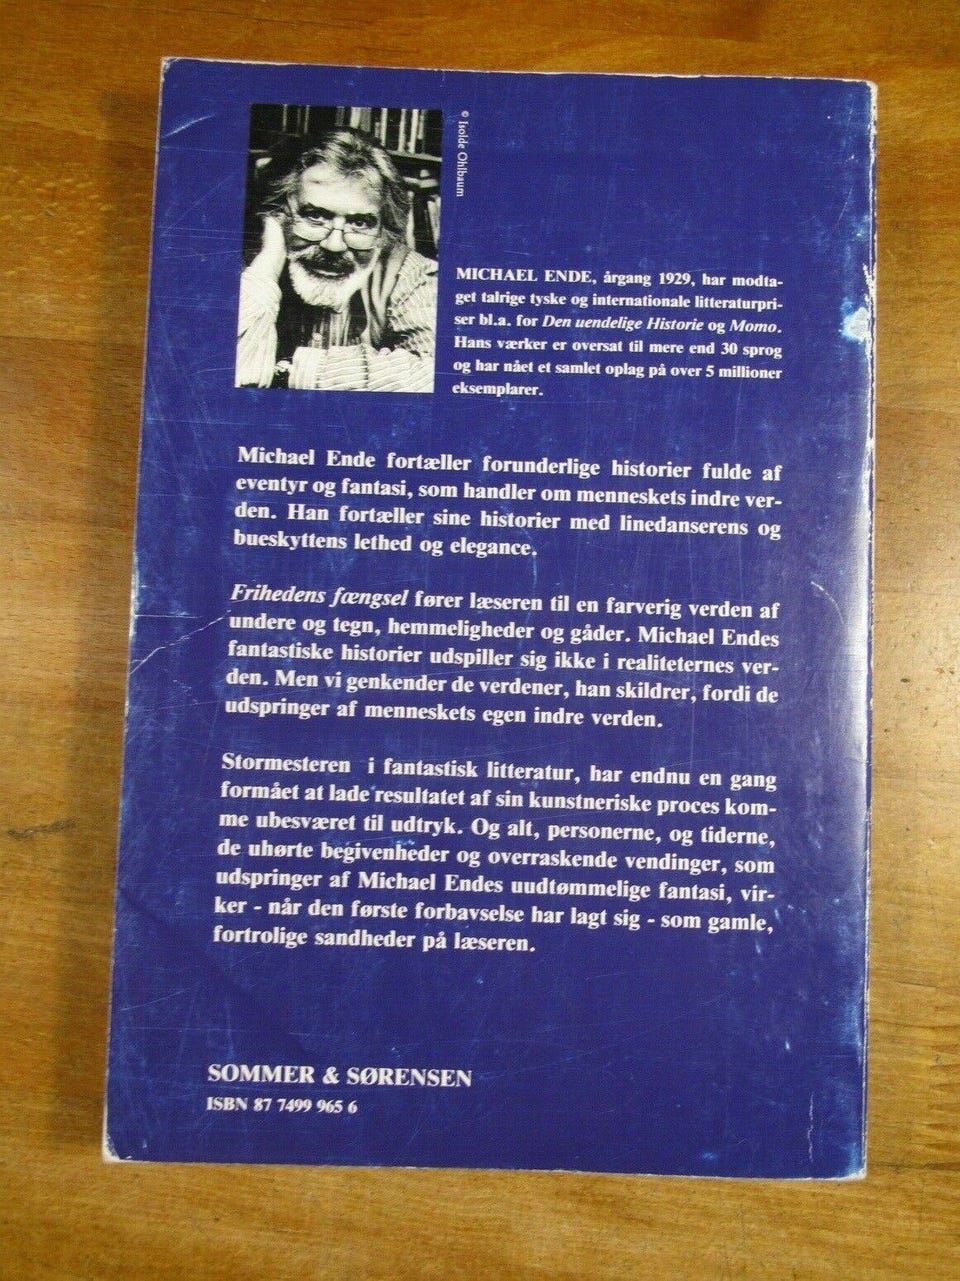 © Isolde Ohlbaum
MICHAEL ENDE, årgang 1929, har modta-
get talrige tyske og internationale litteraturpri-
ser bl.a. for Den uendelige Historie og Momo.
Hans værker er oversat til mere end 30 sprog
og har nået et samlet oplag på over 5 millioner
eksemplarer.
Michael Ende fortæller forunderlige historier fulde af
eventyr og fantasi, som handler om menneskets indre ver-
den. Han fortæller sine historier med linedanserens og
bueskyttens lethed og elegance.
Frihedens fængsel fører læseren til en farverig verden af
undere og tegn, hemmeligheder og gåder. Michael Endes
fantastiske historier udspiller sig ikke i realiteternes ver-
den. Men vi genkender de verdener, han skildrer, fordi de
udspringer af menneskets egen indre verden.
Stormesteren i fantastisk litteratur, har endnu en gang
formået at lade resultatet af sin kunstneriske proces kom-
me ubesværet til udtryk. Og alt, personerne, og tiderne,
de uhørte begivenheder og overraskende vendinger, som
udspringer af Michael Endes uudtømmelige fantasi, vir-
ker - når den første forbavselse har lagt sig - som gamle,
fortrolige sandheder på læseren.
SOMMER & SØRENSEN
ISBN 87 7499 965 6